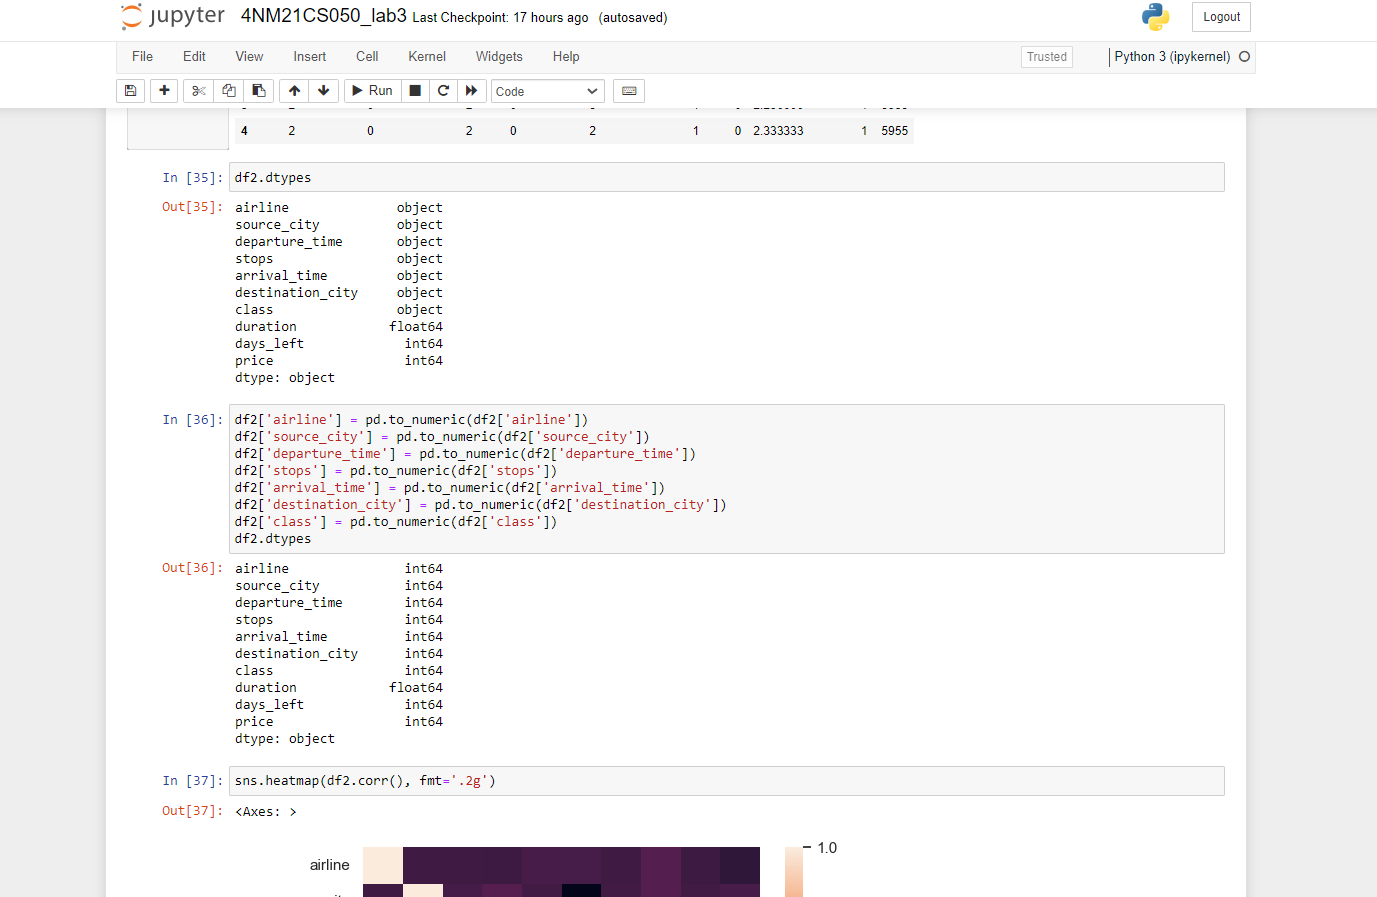 jupyter 4NM21CS050_lab3 Last Checkpoint: 17 hours ago (autosaved)
Logout
File Edit View Insert Cell Kernel Widgets Help
Trusted
Python 3 (ipykernel)
Run
Code
4 2 0 2 0 2 1 0 2.333333 1 5955
In [35]: df2.dtypes
Out[35]: airline object
source_city object
departure_time object
stops object
arrival_time object
destination_city object
class object
duration float64
days_left int64
price int64
dtype: object
In [36]: df2['airline'] = pd.to_numeric(df2['airline'])
df2['source_city'] = pd.to_numeric(df2['source_city'])
df2['departure_time'] = pd.to_numeric(df2['departure_time'])
df2['stops'] = pd.to_numeric(df2['stops'])
df2['arrival_time'] = pd.to_numeric(df2['arrival_time'])
df2['destination_city'] = pd.to_numeric(df2['destination_city'])
df2['class'] = pd.to_numeric(df2['class'])
df2.dtypes
Out[36]: airline int64
source_city int64
departure_time int64
stops int64
arrival_time int64
destination_city int64
class int64
duration float64
days_left int64
price int64
dtype: object
In [37]: sns.heatmap(df2.corr(), fmt='.2g')
Out[37]: <Axes: >
1.0
airline